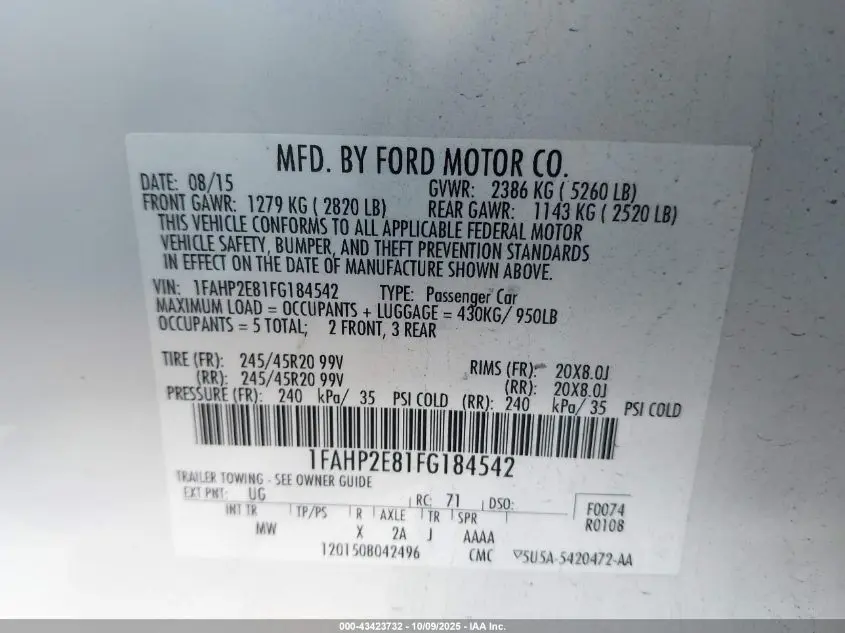 MFD. BY FORD MOTOR CO.
DATE: 08/15 GVWR: 2386 KG ( 5260 LB)
FRONT GAWR: 1279 KG ( 2820 LB) REAR GAWR: 1143 KG ( 2520 LB)
THIS VEHICLE CONFORMS TO ALL APPLICABLE FEDERAL MOTOR
VEHICLE SAFETY, BUMPER, AND THEFT PREVENTION STANDARDS
IN EFFECT ON THE DATE OF MANUFACTURE SHOWN ABOVE.
VIN: 1FAHP2E81FG184542 TYPE: Passenger Car
MAXIMUM LOAD = OCCUPANTS + LUGGAGE = 430KG/ 950LB
OCCUPANTS = 5 TOTAL; 2 FRONT, 3 REAR
TIRE (FR): 245/45R20 99V RIMS (FR): 20X8.0J
(RR): 245/45R20 99V (RR): 20X8.0J
PRESSURE (FR): 240 kPa/ 35 PSI COLD (RR): 240 kPa/ 35 PSI COLD
1FAHP2E81FG184542
TRAILER TOWING - SEE OWNER GUIDE
EXT PNT: UG RC: 71 DSO: F0074
INT TR TP/PS R AXLE TR SPR R0108
MW X 2A J AAAA
120150B042496 CMC ▽5U5A-5420472-AA
000-43423732 - 10/09/2025 - IAA Inc.